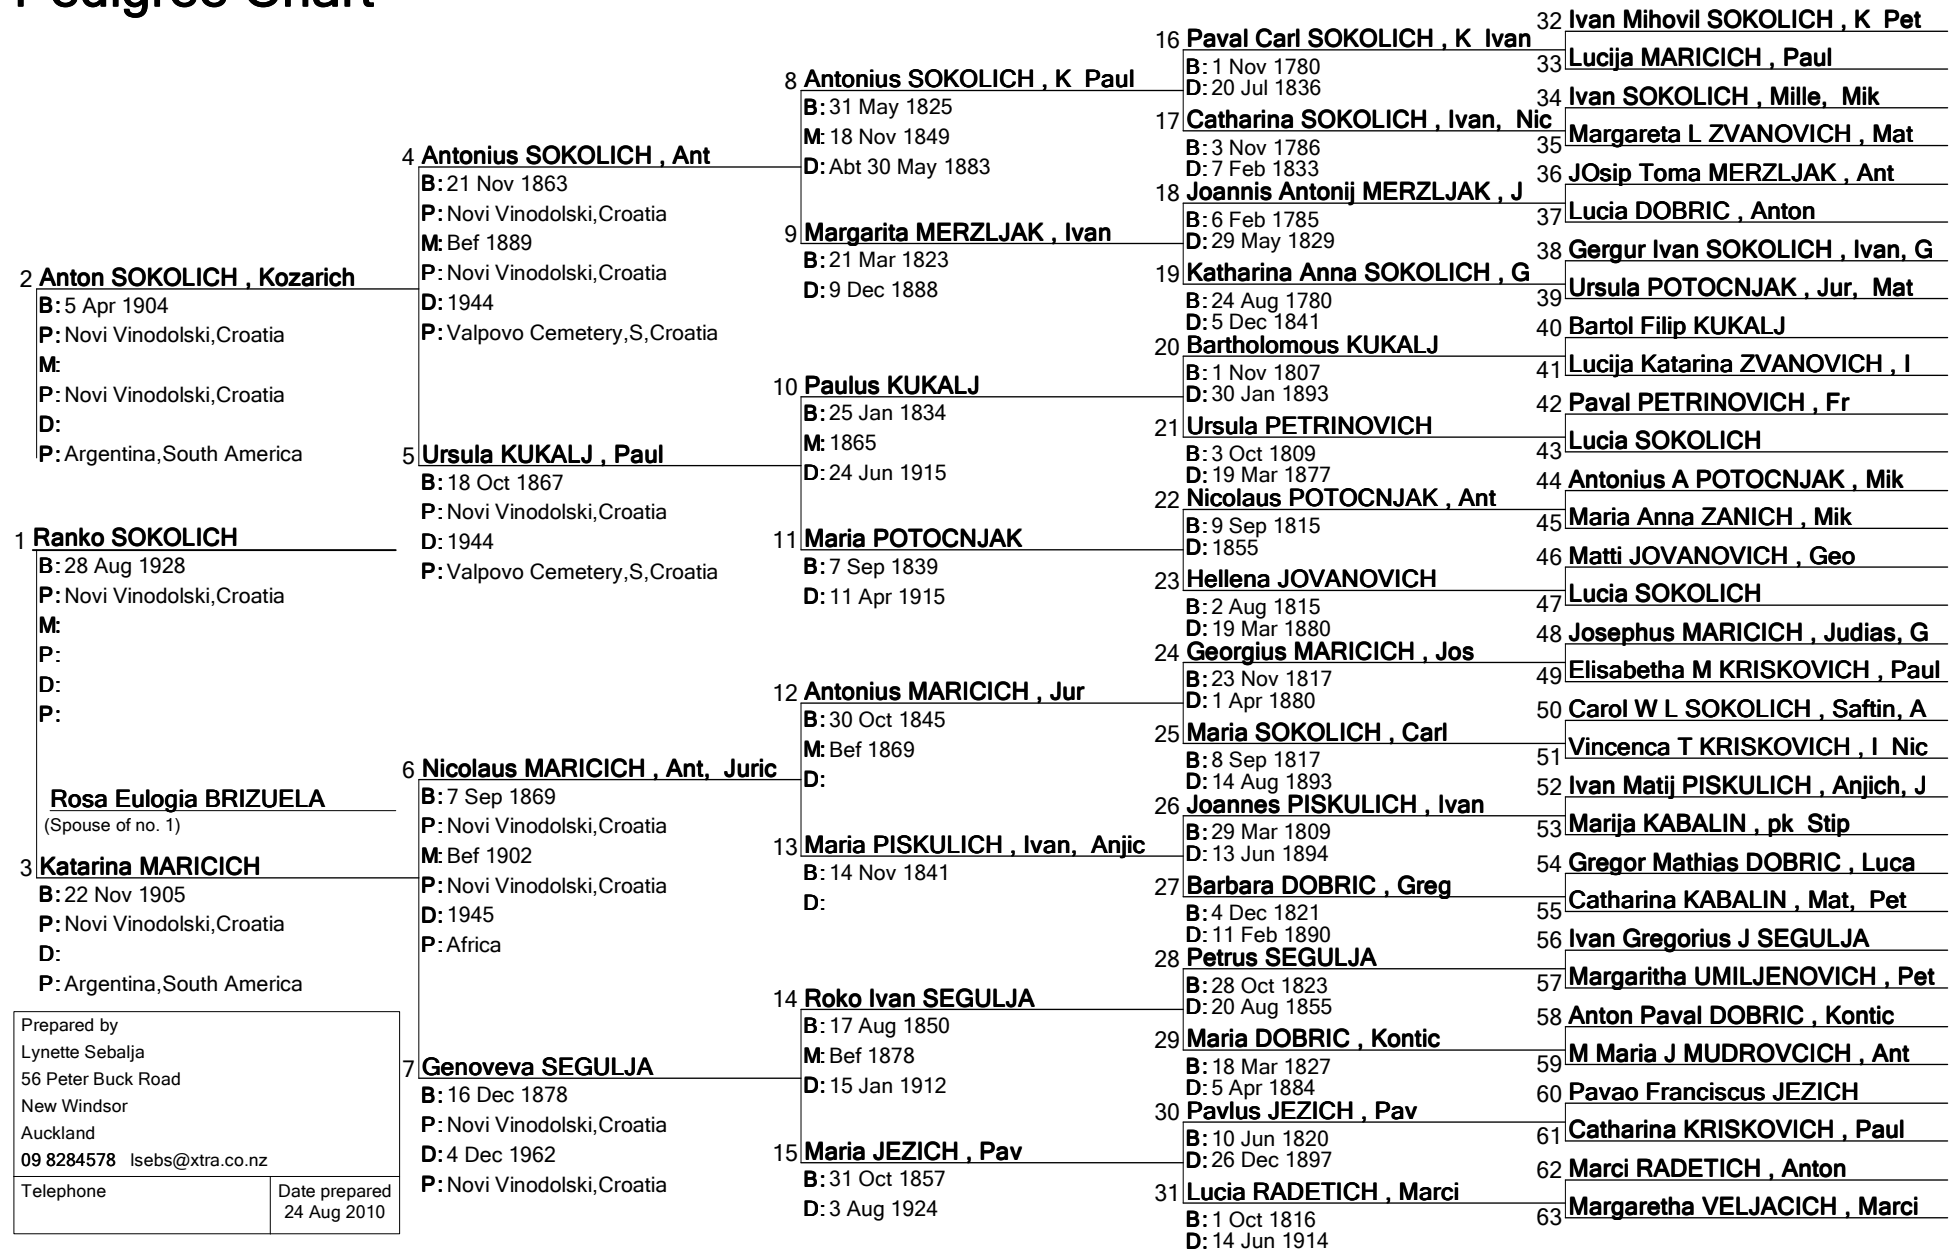 Pedigree Chart
1 Ranko SOKOLICH
B: 28 Aug 1928
P: Novi Vinodolski,Croatia
M:
P:
D:
P:
Rosa Eulogia BRIZUELA
(Spouse of no. 1)
2 Anton SOKOLICH , Kozarich
B: 5 Apr 1904
P: Novi Vinodolski,Croatia
M:
P: Novi Vinodolski,Croatia
D:
P: Argentina,South America
3 Katarina MARICICH
B: 22 Nov 1905
P: Novi Vinodolski,Croatia
D:
P: Argentina,South America
4 Antonius SOKOLICH , Ant
B: 21 Nov 1863
P: Novi Vinodolski,Croatia
M: Bef 1889
P: Novi Vinodolski,Croatia
D: 1944
P: Valpovo Cemetery,S,Croatia
5 Ursula KUKALJ , Paul
B: 18 Oct 1867
P: Novi Vinodolski,Croatia
D: 1944
P: Valpovo Cemetery,S,Croatia
6 Nicolaus MARICICH , Ant, Juric
B: 7 Sep 1869
P: Novi Vinodolski,Croatia
M: Bef 1902
P: Novi Vinodolski,Croatia
D: 1945
P: Africa
7 Genoveva SEGULJA
B: 16 Dec 1878
P: Novi Vinodolski,Croatia
D: 4 Dec 1962
P: Novi Vinodolski,Croatia
8 Antonius SOKOLICH , K Paul
B: 31 May 1825
M: 18 Nov 1849
D: Abt 30 May 1883
9 Margarita MERZLJAK , Ivan
B: 21 Mar 1823
D: 9 Dec 1888
10 Paulus KUKALJ
B: 25 Jan 1834
M: 1865
D: 24 Jun 1915
11 Maria POTOCNJAK
B: 7 Sep 1839
D: 11 Apr 1915
12 Antonius MARICICH , Jur
B: 30 Oct 1845
M: Bef 1869
D:
13 Maria PISKULICH , Ivan, Anjic
B: 14 Nov 1841
D:
14 Roko Ivan SEGULJA
B: 17 Aug 1850
M: Bef 1878
D: 15 Jan 1912
15 Maria JEZICH , Pav
B: 31 Oct 1857
D: 3 Aug 1924
16 Paval Carl SOKOLICH , K Ivan
B: 1 Nov 1780
D: 20 Jul 1836
17 Catharina SOKOLICH , Ivan, Nic
B: 3 Nov 1786
D: 7 Feb 1833
18 Joannis Antonij MERZLJAK , J
B: 6 Feb 1785
D: 29 May 1829
19 Katharina Anna SOKOLICH , G
B: 24 Aug 1780
D: 5 Dec 1841
20 Bartholomous KUKALJ
B: 1 Nov 1807
D: 30 Jan 1893
21 Ursula PETRINOVICH
B: 3 Oct 1809
D: 19 Mar 1877
22 Nicolaus POTOCNJAK , Ant
B: 9 Sep 1815
D: 1855
23 Hellena JOVANOVICH
B: 2 Aug 1815
D: 19 Mar 1880
24 Georgius MARICICH , Jos
B: 23 Nov 1817
D: 1 Apr 1880
25 Maria SOKOLICH , Carl
B: 8 Sep 1817
D: 14 Aug 1893
26 Joannes PISKULICH , Ivan
B: 29 Mar 1809
D: 13 Jun 1894
27 Barbara DOBRIC , Greg
B: 4 Dec 1821
D: 11 Feb 1890
28 Petrus SEGULJA
B: 28 Oct 1823
D: 20 Aug 1855
29 Maria DOBRIC , Kontic
B: 18 Mar 1827
D: 5 Apr 1884
30 Pavlus JEZICH , Pav
B: 10 Jun 1820
D: 26 Dec 1897
31 Lucia RADETICH , Marci
B: 1 Oct 1816
D: 14 Jun 1914
32 Ivan Mihovil SOKOLICH , K Pet
33 Lucija MARICICH , Paul
34 Ivan SOKOLICH , Mille, Mik
35 Margareta L ZVANOVICH , Mat
36 JOsip Toma MERZLJAK , Ant
37 Lucia DOBRIC , Anton
38 Gergur Ivan SOKOLICH , Ivan, G
39 Ursula POTOCNJAK , Jur, Mat
40 Bartol Filip KUKALJ
41 Lucija Katarina ZVANOVICH , I
42 Paval PETRINOVICH , Fr
43 Lucia SOKOLICH
44 Antonius A POTOCNJAK , Mik
45 Maria Anna ZANICH , Mik
46 Matti JOVANOVICH , Geo
47 Lucia SOKOLICH
48 Josephus MARICICH , Judias, G
49 Elisabetha M KRISKOVICH , Paul
50 Carol W L SOKOLICH , Saftin, A
51 Vincenca T KRISKOVICH , I Nic
52 Ivan Matij PISKULICH , Anjich, J
53 Marija KABALIN , pk Stip
54 Gregor Mathias DOBRIC , Luca
55 Catharina KABALIN , Mat, Pet
56 Ivan Gregorius J SEGULJA
57 Margaritha UMILJENOVICH , Pet
58 Anton Paval DOBRIC , Kontic
59 M Maria J MUDROVCICH , Ant
60 Pavao Franciscus JEZICH
61 Catharina KRISKOVICH , Paul
62 Marci RADETICH , Anton
63 Margaretha VELJACICH , Marci
Prepared by
Lynette Sebalja
56 Peter Buck Road
New Windsor
Auckland
09 8284578 lsebs@xtra.co.nz
Telephone
Date prepared
24 Aug 2010